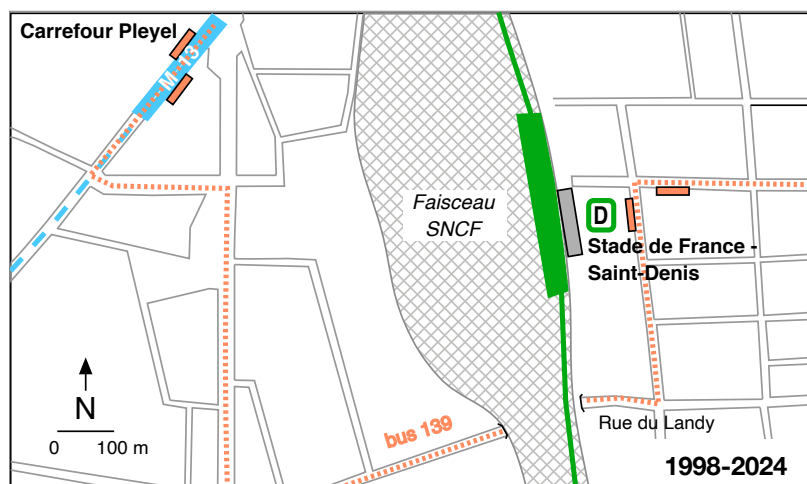 Carrefour Pleyel
M 13
Faisceau
SNCF
D
Stade de France -
Saint-Denis
N
0 100 m
bus 139
Rue du Landy
1998-2024